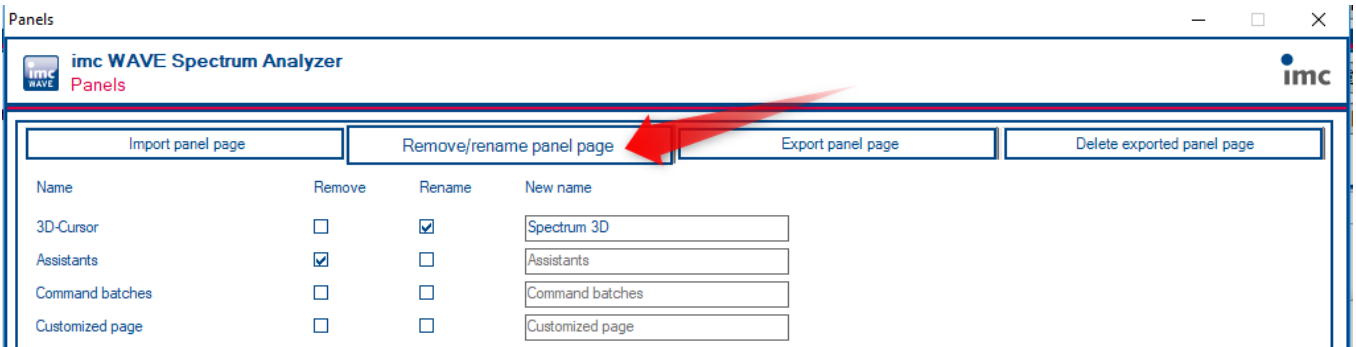 Panels
imc WAVE Spectrum Analyzer
imc WAVE
Panels
imc
Import panel page Remove/rename panel page Export panel page Delete exported panel page
Name Remove Rename New name
3D-Cursor Spectrum 3D
Assistants Assistants
Command batches Command batches
Customized page Customized page